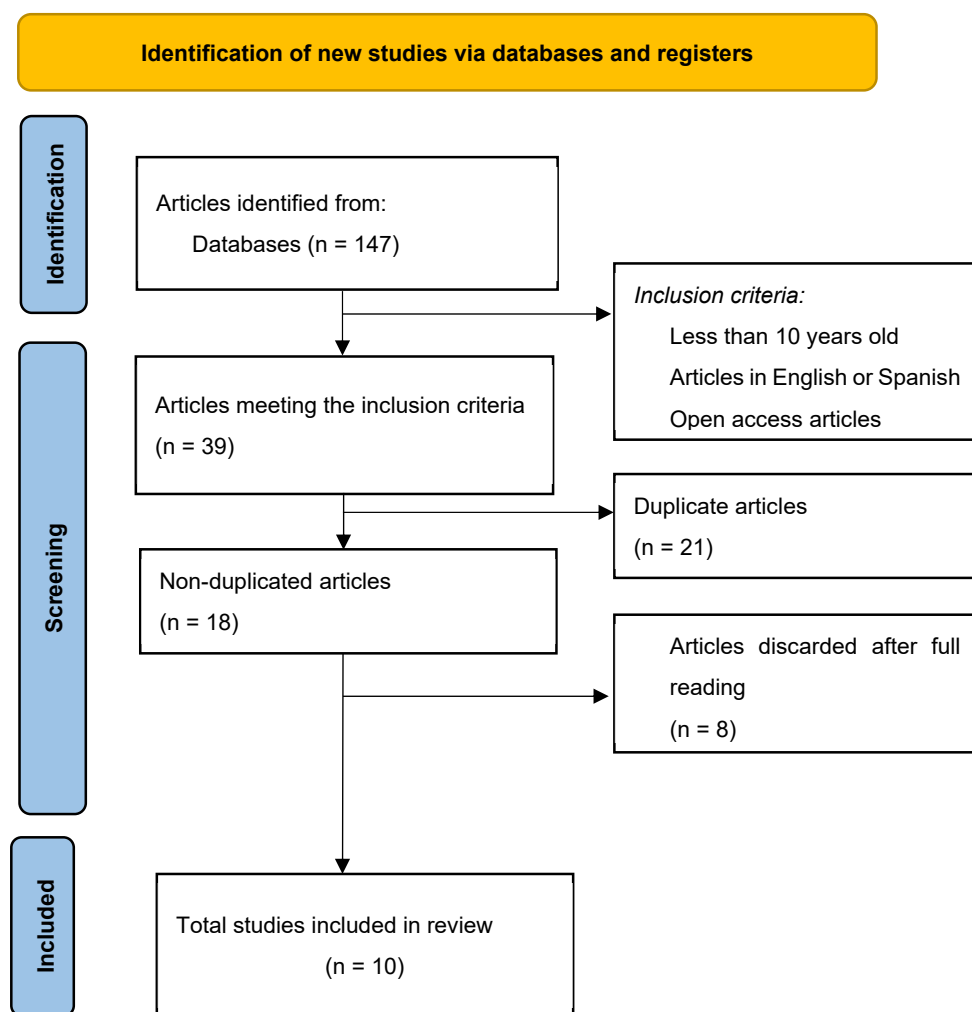 Identification of new studies via databases and registers
Identification
Articles identified from:
Databases (n = 147)
Inclusion criteria:
Less than 10 years old
Articles in English or Spanish
Open access articles
Screening
Articles meeting the inclusion criteria
(n = 39)
Duplicate articles
(n = 21)
Non-duplicated articles
(n = 18)
Articles discarded after full
reading
(n = 8)
Included
Total studies included in review
(n = 10)